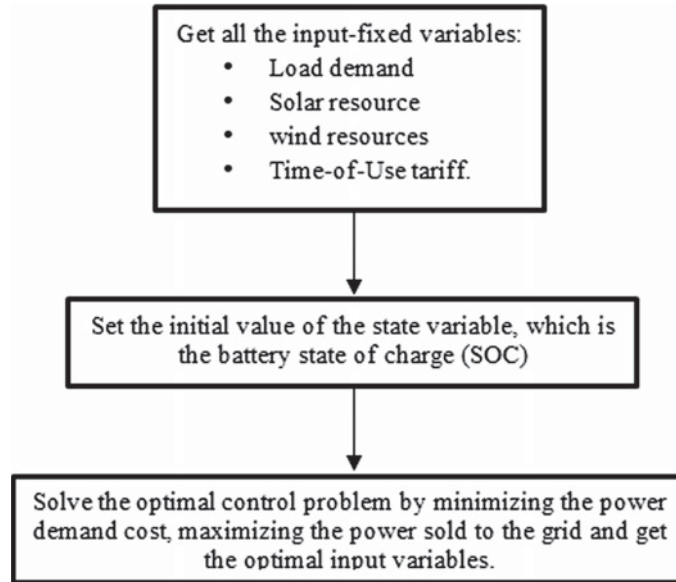 Get all the input-fixed variables:
• Load demand
• Solar resource
• wind resources
• Time-of-Use tariff.
Set the initial value of the state variable, which is
the battery state of charge (SOC)
Solve the optimal control problem by minimizing the power
demand cost, maximizing the power sold to the grid and get
the optimal input variables.